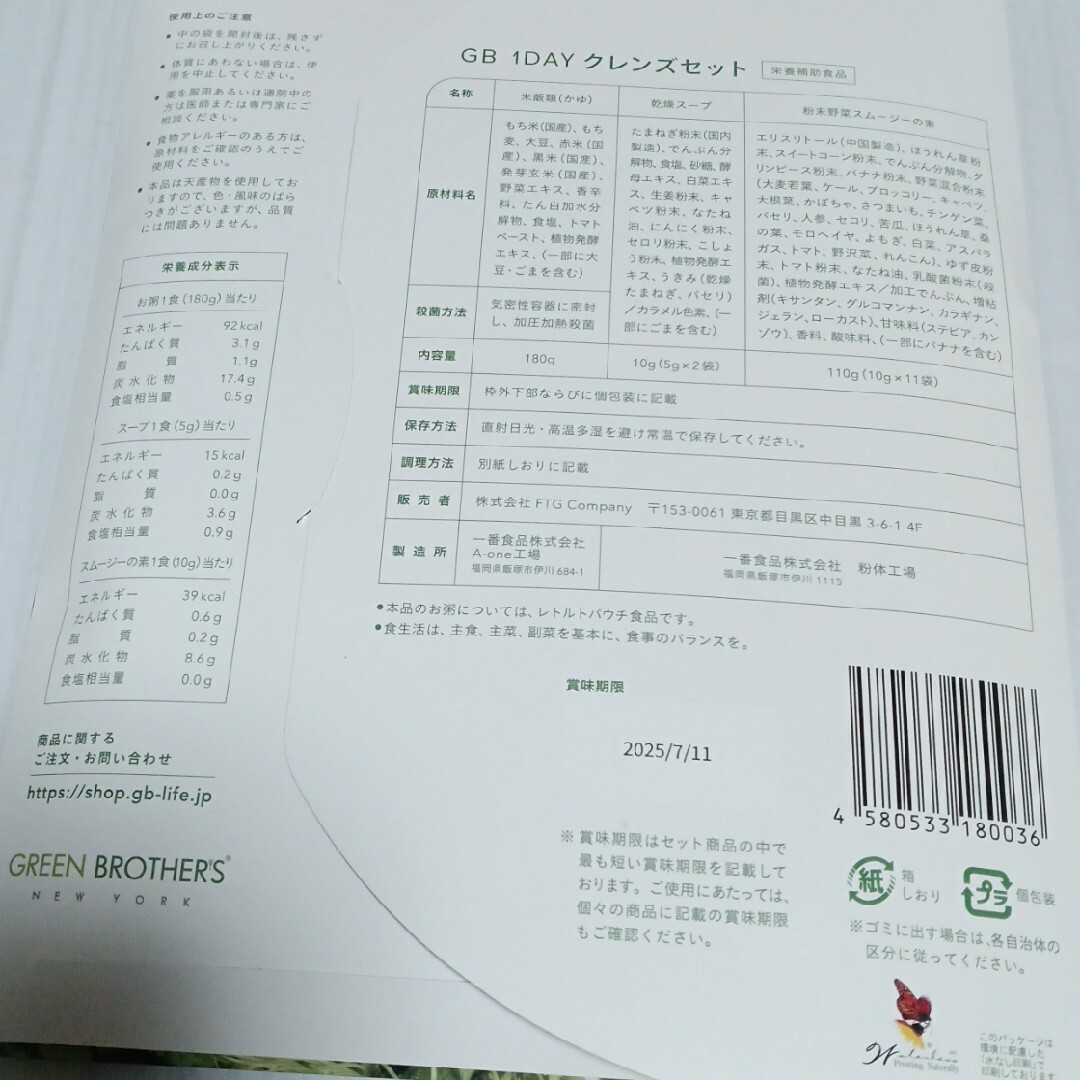 使用上のご注意
• 中の袋を開封後は、残さず
にお召し上がりください。
• 体質にあわない場合は、使
用を中止してください。
• 薬を服用あるいは通院中の
方は医師または専門家にご
相談ください。
• 食物アレルギーのある方は、
原材料をご確認のうえでご
使用ください。
• 本品は天産物を使用してお
りますので、色・風味のばら
つきがございますが、品質
には問題ありません。
栄養成分表示
お粥1食(180g)当たり
エネルギー 92kcal
たんぱく質 3.1g
脂質 1.1g
炭水化物 17.4g
食塩相当量 0.5g
スープ1食(5g)当たり
エネルギー 15kcal
たんぱく質 0.2g
脂質 0.0g
炭水化物 3.6g
食塩相当量 0.9g
スムージーの素1食(10g)当たり
エネルギー 39kcal
たんぱく質 0.6g
脂質 0.2g
炭水化物 8.6g
食塩相当量 0.0g
商品に関する
ご注文・お問い合わせ
https://shop.gb-life.jp
GREEN BROTHER'S®
NEW YORK
GB 1DAY クレンズセット 栄養補助食品
名称 米飯類(かゆ) 乾燥スープ 粉末野菜スムージーの素
原材料名
もち米(国産)、もち
麦、大豆、赤米(国
産)、黒米(国産)、
発芽玄米(国産)、
野菜エキス、香辛
料、たん白加水分
解物、食塩、トマト
ペースト、植物発酵
エキス、(一部に大
豆・ごまを含む)
たまねぎ粉末(国内
製造)、でんぷん分
解物、食塩、砂糖、酵
母エキス、白菜エキ
ス、生姜粉末、キャ
ベツ粉末、なたね
油、にんにく粉末、
セロリ粉末、こしょ
う粉末、植物発酵エ
キス、うきみ(乾燥
たまねぎ、パセリ)
／カラメル色素、(一
部にごまを含む)
エリスリトール(中国製造)、ほうれん草粉
末、スイートコーン粉末、でんぷん分解物、グ
リンピース粉末、バナナ粉末、野菜混合粉末
(大麦若葉、ケール、ブロッコリー、キャベツ、
大根葉、かぼちゃ、さつまいも、チンゲン菜、
パセリ、人参、セロリ、苦瓜、ほうれん草、桑
の葉、モロヘイヤ、よもぎ、白菜、アスパラ
ガス、トマト、野沢菜、れんこん)、ゆず皮粉
末、トマト粉末、なたね油、乳酸菌粉末(殺
菌)、植物発酵エキス／加工でんぷん、増粘
剤(キサンタン、グルコマンナン、カラギナン、
ジェラン、ローカスト)、甘味料(ステビア、カン
ゾウ)、香料、酸味料、(一部にバナナを含む)
殺菌方法 気密性容器に密封
し、加圧加熱殺菌
内容量 180g 10g(5g×2袋) 110g(10g×11袋)
賞味期限 枠外下部ならびに個包装に記載
保存方法 直射日光・高温多湿を避け常温で保存してください。
調理方法 別紙しおりに記載
販売者 株式会社 FTG Company 〒153-0061 東京都目黒区中目黒 3-6-1 4F
製造所
一番食品株式会社
A-one工場
福岡県飯塚市伊川 684-1
一番食品株式会社 粉体工場
福岡県飯塚市伊川 1115
•本品のお粥については、レトルトパウチ食品です。
•食生活は、主食、主菜、副菜を基本に、食事のバランスを。
賞味期限
2025/7/11
※賞味期限はセット商品の中で
最も短い賞味期限を記載して
おります。ご使用にあたっては、
個々の商品に記載の賞味期限
もご確認ください。
4 580533 180036
紙 箱
しおり
プラ 個包装
※ゴミに出す場合は、各自治体の
区分に従ってください。
Waterless
Printing Naturally
このパッケージは
環境に配慮した
「水なし印刷」で
印刷しております